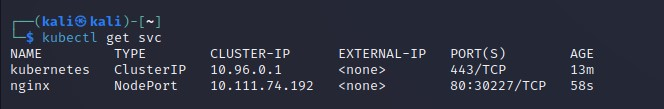 ┌──(kali㉿kali)-[~]
└─$ kubectl get svc
NAME         TYPE        CLUSTER-IP      EXTERNAL-IP   PORT(S)        AGE
kubernetes   ClusterIP   10.96.0.1       <none>        443/TCP        13m
nginx        NodePort    10.111.74.192   <none>        80:30227/TCP   58s